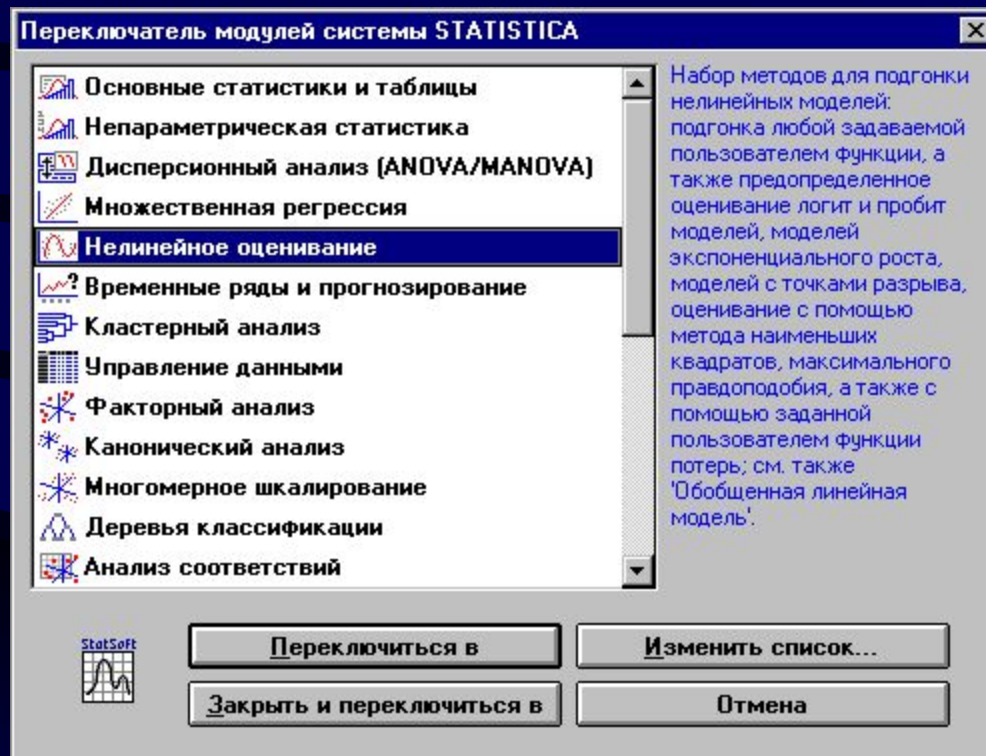 Переключатель модулей системы STATISTICA
Основные статистики и таблицы
Непараметрическая статистика
Дисперсионный анализ (ANOVA/MANOVA)
Множественная регрессия
Нелинейное оценивание
Временные ряды и прогнозирование
Кластерный анализ
Управление данными
Факторный анализ
Канонический анализ
Многомерное шкалирование
Деревья классификации
Анализ соответствий
Набор методов для подгонки
нелинейных моделей:
подгонка любой задаваемой
пользователем функции, а
также предопределенное
оценивание логит и пробит
моделей, моделей
экспоненциального роста,
моделей с точками разрыва,
оценивание с помощью
метода наименьших
квадратов, максимального
правдоподобия, а также с
помощью заданной
пользователем функции
потерь; см. также
'Обобщенная линейная
модель'.
StatSoft
Переключиться в
Изменить список...
Закрыть и переключиться в
Отмена